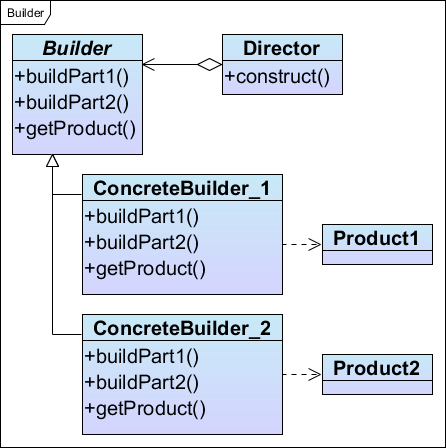 Builder
Builder
+buildPart1()
+buildPart2()
+getProduct()
Director
+construct()
ConcreteBuilder_1
+buildPart1()
+buildPart2()
+getProduct()
Product1
ConcreteBuilder_2
+buildPart1()
+buildPart2()
+getProduct()
Product2